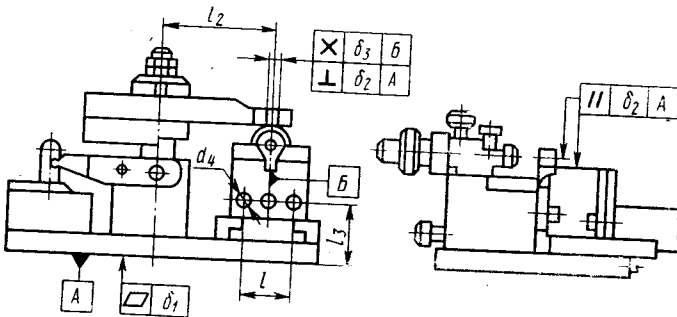 l₂
× δ₃ Б
⊥ δ₂ А
// δ₂ А
d₄
Б
l₃
А
▱ δ₁
l